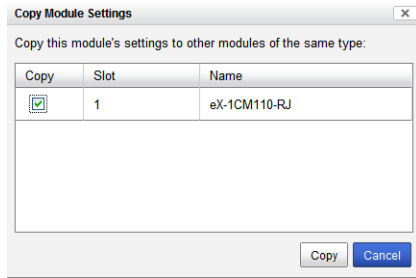 Copy Module Settings
Copy this module's settings to other modules of the same type:
Copy Slot Name
1 eX-1CM110-RJ
Copy Cancel